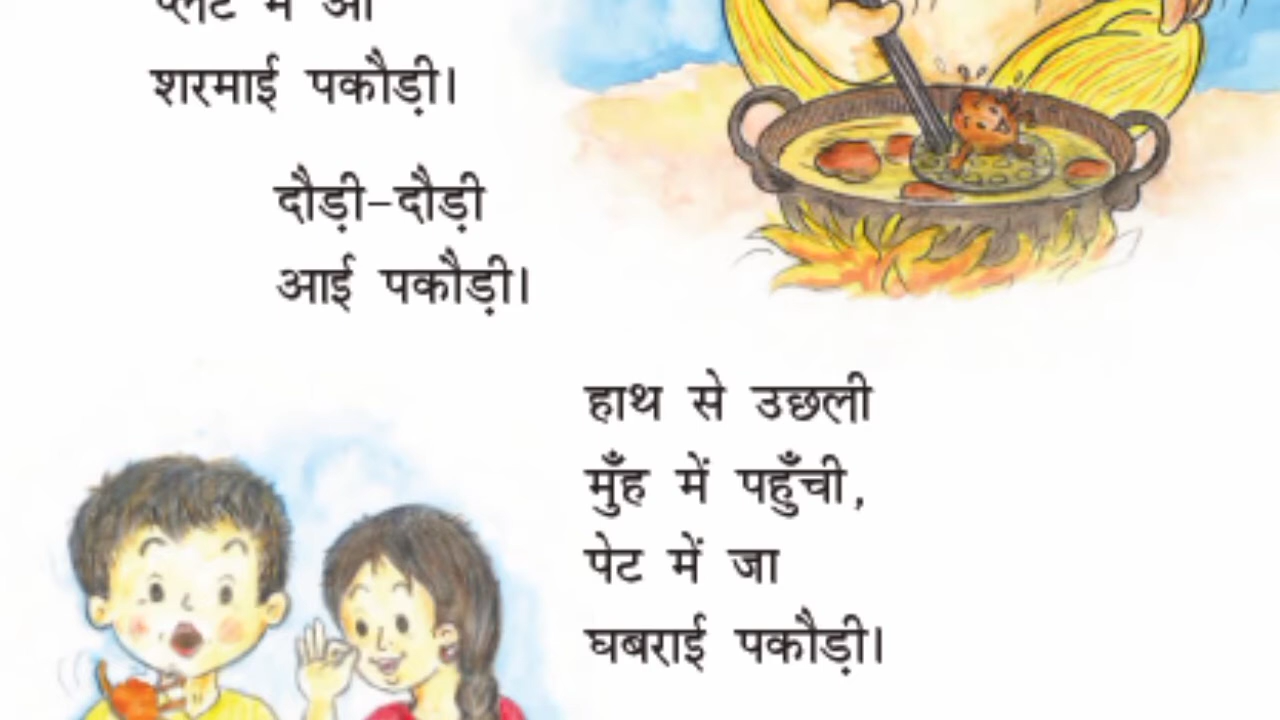 प्लेट में आ
शरमाई पकौड़ी।
दौड़ी-दौड़ी
आई पकौड़ी।
हाथ से उछली
मुँह में पहुँची,
पेट में जा
घबराई पकौड़ी।